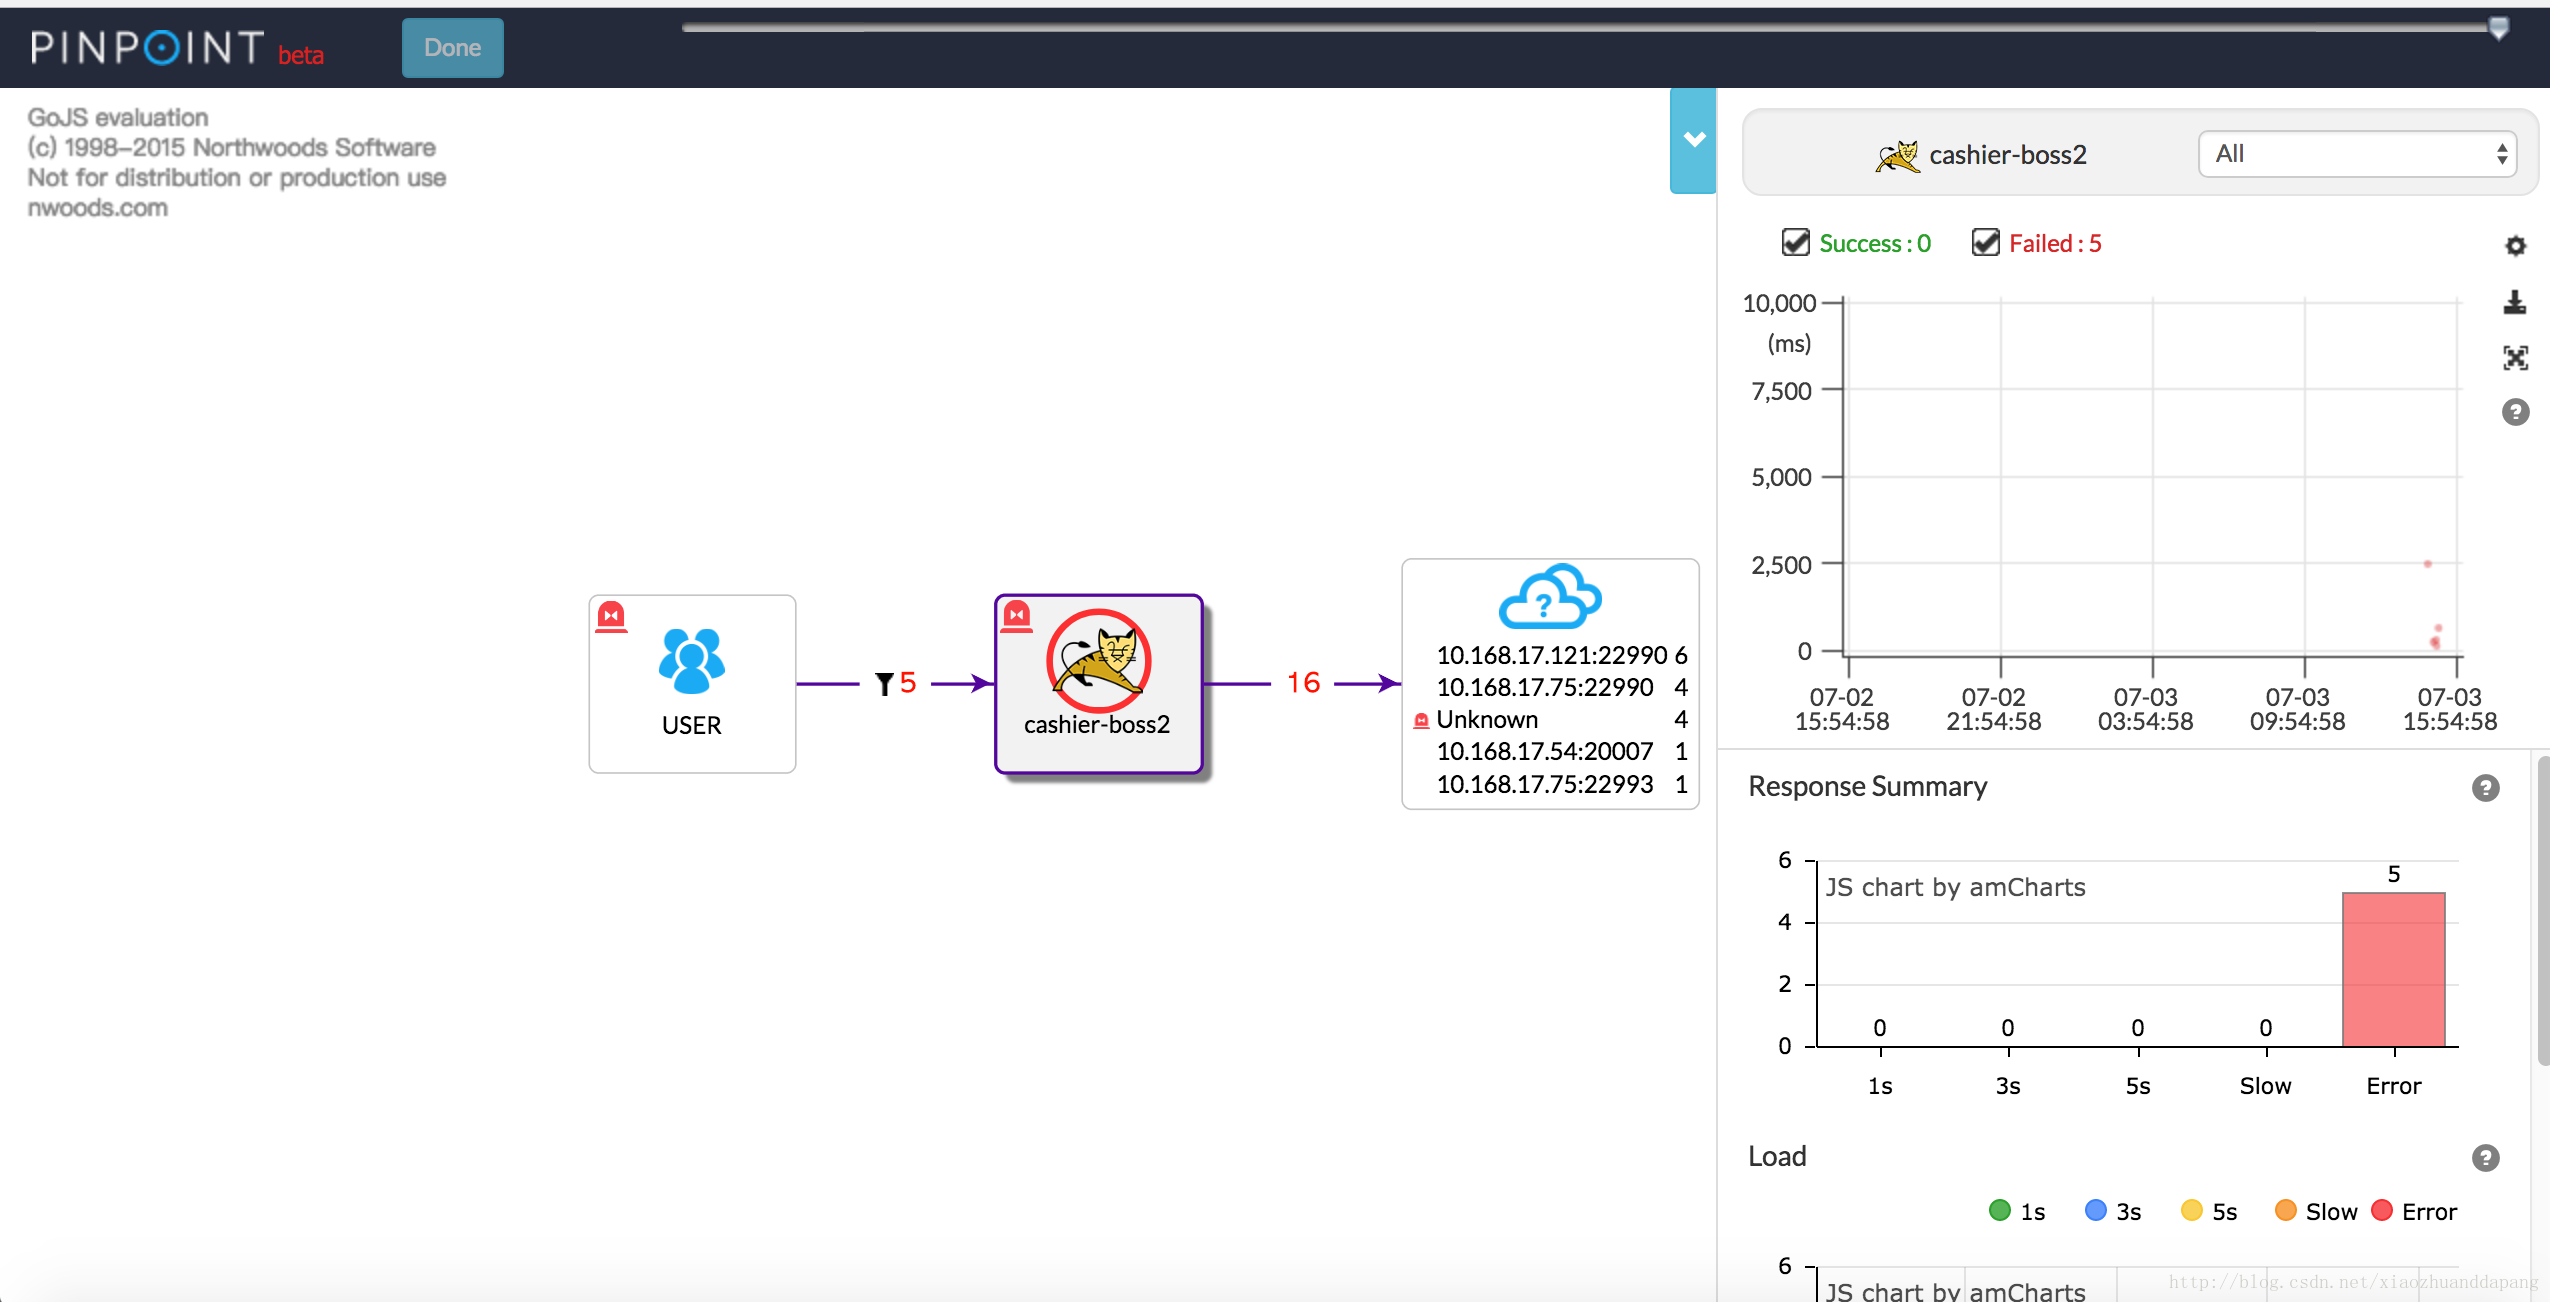 PINPOINT beta
Done
GoJS evaluation
(c) 1998-2015 Northwoods Software
Not for distribution or production use
nwoods.com
USER
5
cashier-boss2
16
10.168.17.121:22990 6
10.168.17.75:22990 4
Unknown 4
10.168.17.54:20007 1
10.168.17.75:22993 1
cashier-boss2
All
Success : 0
Failed : 5
10,000
(ms)
7,500
5,000
2,500
0
07-02 07-02 07-03 07-03 07-03
15:54:58 21:54:58 03:54:58 09:54:58 15:54:58
Response Summary
6
5
JS chart by amCharts
4
2
0 0 0 0
0
1s 3s 5s Slow Error
Load
1s 3s 5s Slow Error
6
JS chart by amCharts
http://blog.csdn.net/xiaozhuanddapang